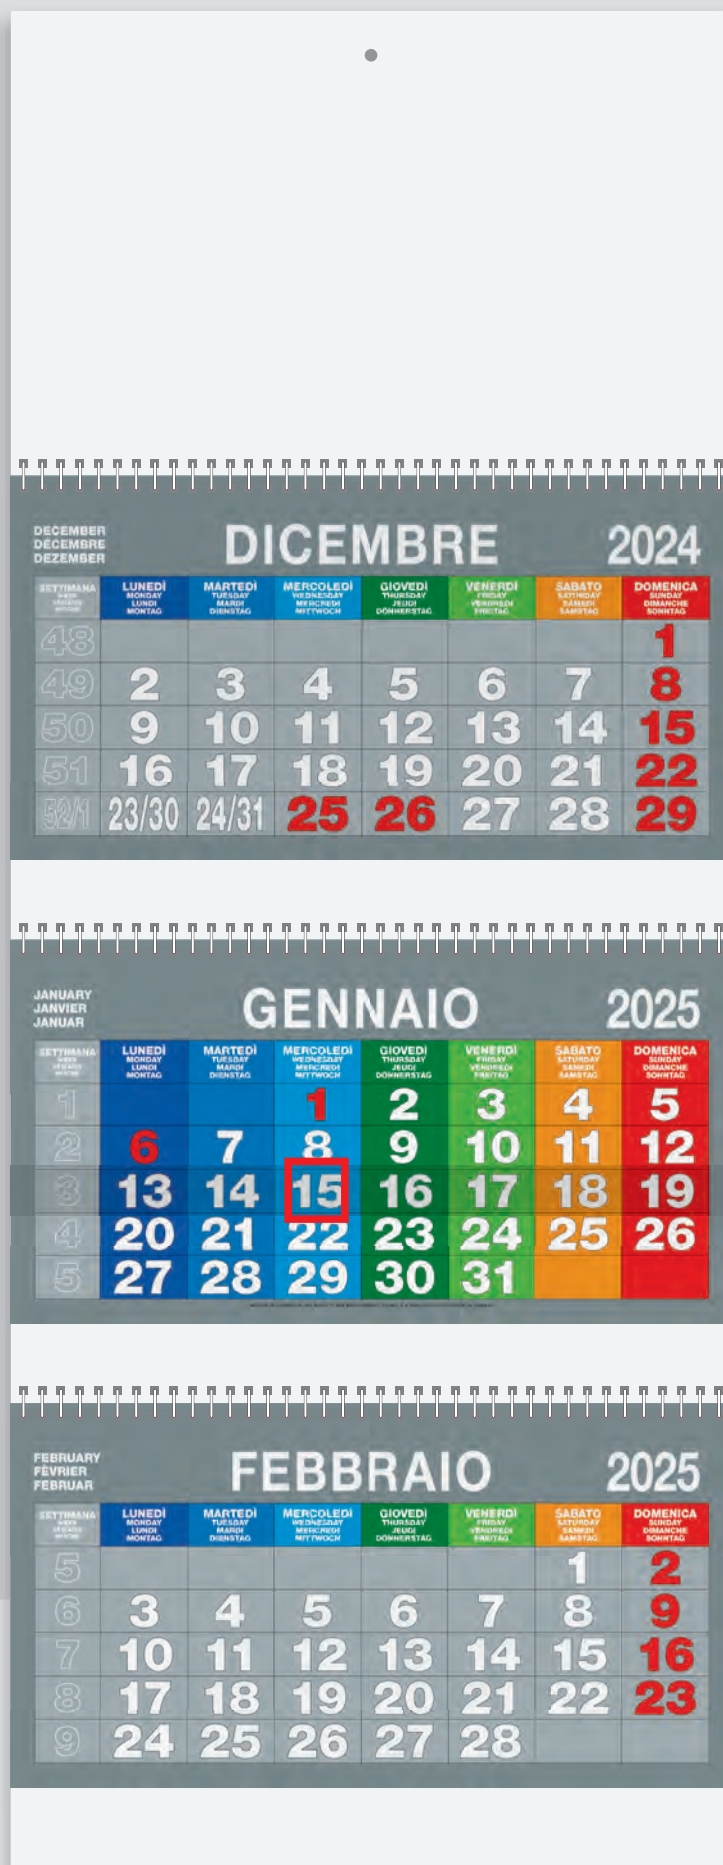 DECEMBER
DÉCEMBRE
DEZEMBER
DICEMBRE 2024
SETTIMANA LUNEDÌ MARTEDÌ MERCOLEDÌ GIOVEDÌ VENERDÌ SABATO DOMENICA
WEEK MONDAY TUESDAY WEDNESDAY THURSDAY FRIDAY SATURDAY SUNDAY
LUNDI MARDI MERCREDI JEUDI VENDREDI SAMEDI DIMANCHE
MONTAG DIENSTAG MITTWOCH DONNERSTAG FREITAG SAMSTAG SONNTAG
48 1
49 2 3 4 5 6 7 8
50 9 10 11 12 13 14 15
51 16 17 18 19 20 21 22
52/1 23/30 24/31 25 26 27 28 29
JANUARY
JANVIER
JANUAR
GENNAIO 2025
SETTIMANA LUNEDÌ MARTEDÌ MERCOLEDÌ GIOVEDÌ VENERDÌ SABATO DOMENICA
WEEK MONDAY TUESDAY WEDNESDAY THURSDAY FRIDAY SATURDAY SUNDAY
LUNDI MARDI MERCREDI JEUDI VENDREDI SAMEDI DIMANCHE
MONTAG DIENSTAG MITTWOCH DONNERSTAG FREITAG SAMSTAG SONNTAG
1 1 2 3 4 5
2 6 7 8 9 10 11 12
3 13 14 15 16 17 18 19
4 20 21 22 23 24 25 26
5 27 28 29 30 31
FEBRUARY
FÉVRIER
FEBRUAR
FEBBRAIO 2025
SETTIMANA LUNEDÌ MARTEDÌ MERCOLEDÌ GIOVEDÌ VENERDÌ SABATO DOMENICA
WEEK MONDAY TUESDAY WEDNESDAY THURSDAY FRIDAY SATURDAY SUNDAY
LUNDI MARDI MERCREDI JEUDI VENDREDI SAMEDI DIMANCHE
MONTAG DIENSTAG MITTWOCH DONNERSTAG FREITAG SAMSTAG SONNTAG
5 1 2
6 3 4 5 6 7 8 9
7 10 11 12 13 14 15 16
8 17 18 19 20 21 22 23
9 24 25 26 27 28